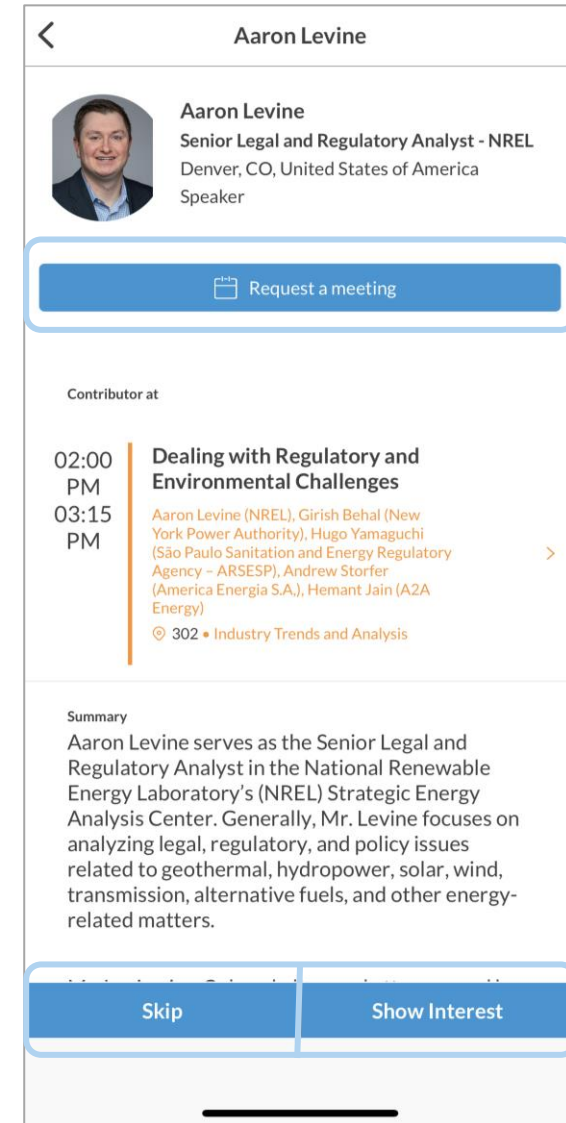 Aaron Levine
Aaron Levine
Senior Legal and Regulatory Analyst - NREL
Denver, CO, United States of America
Speaker
Request a meeting
Contributor at
02:00
PM
03:15
PM
Dealing with Regulatory and
Environmental Challenges
Aaron Levine (NREL), Girish Behal (New
York Power Authority), Hugo Yamaguchi
(São Paulo Sanitation and Energy Regulatory
Agency – ARSESP), Andrew Storfer
(America Energia S.A.), Hemant Jain (A2A
Energy)
302 • Industry Trends and Analysis
Summary
Aaron Levine serves as the Senior Legal and
Regulatory Analyst in the National Renewable
Energy Laboratory’s (NREL) Strategic Energy
Analysis Center. Generally, Mr. Levine focuses on
analyzing legal, regulatory, and policy issues
related to geothermal, hydropower, solar, wind,
transmission, alternative fuels, and other energy-
related matters.
Skip
Show Interest